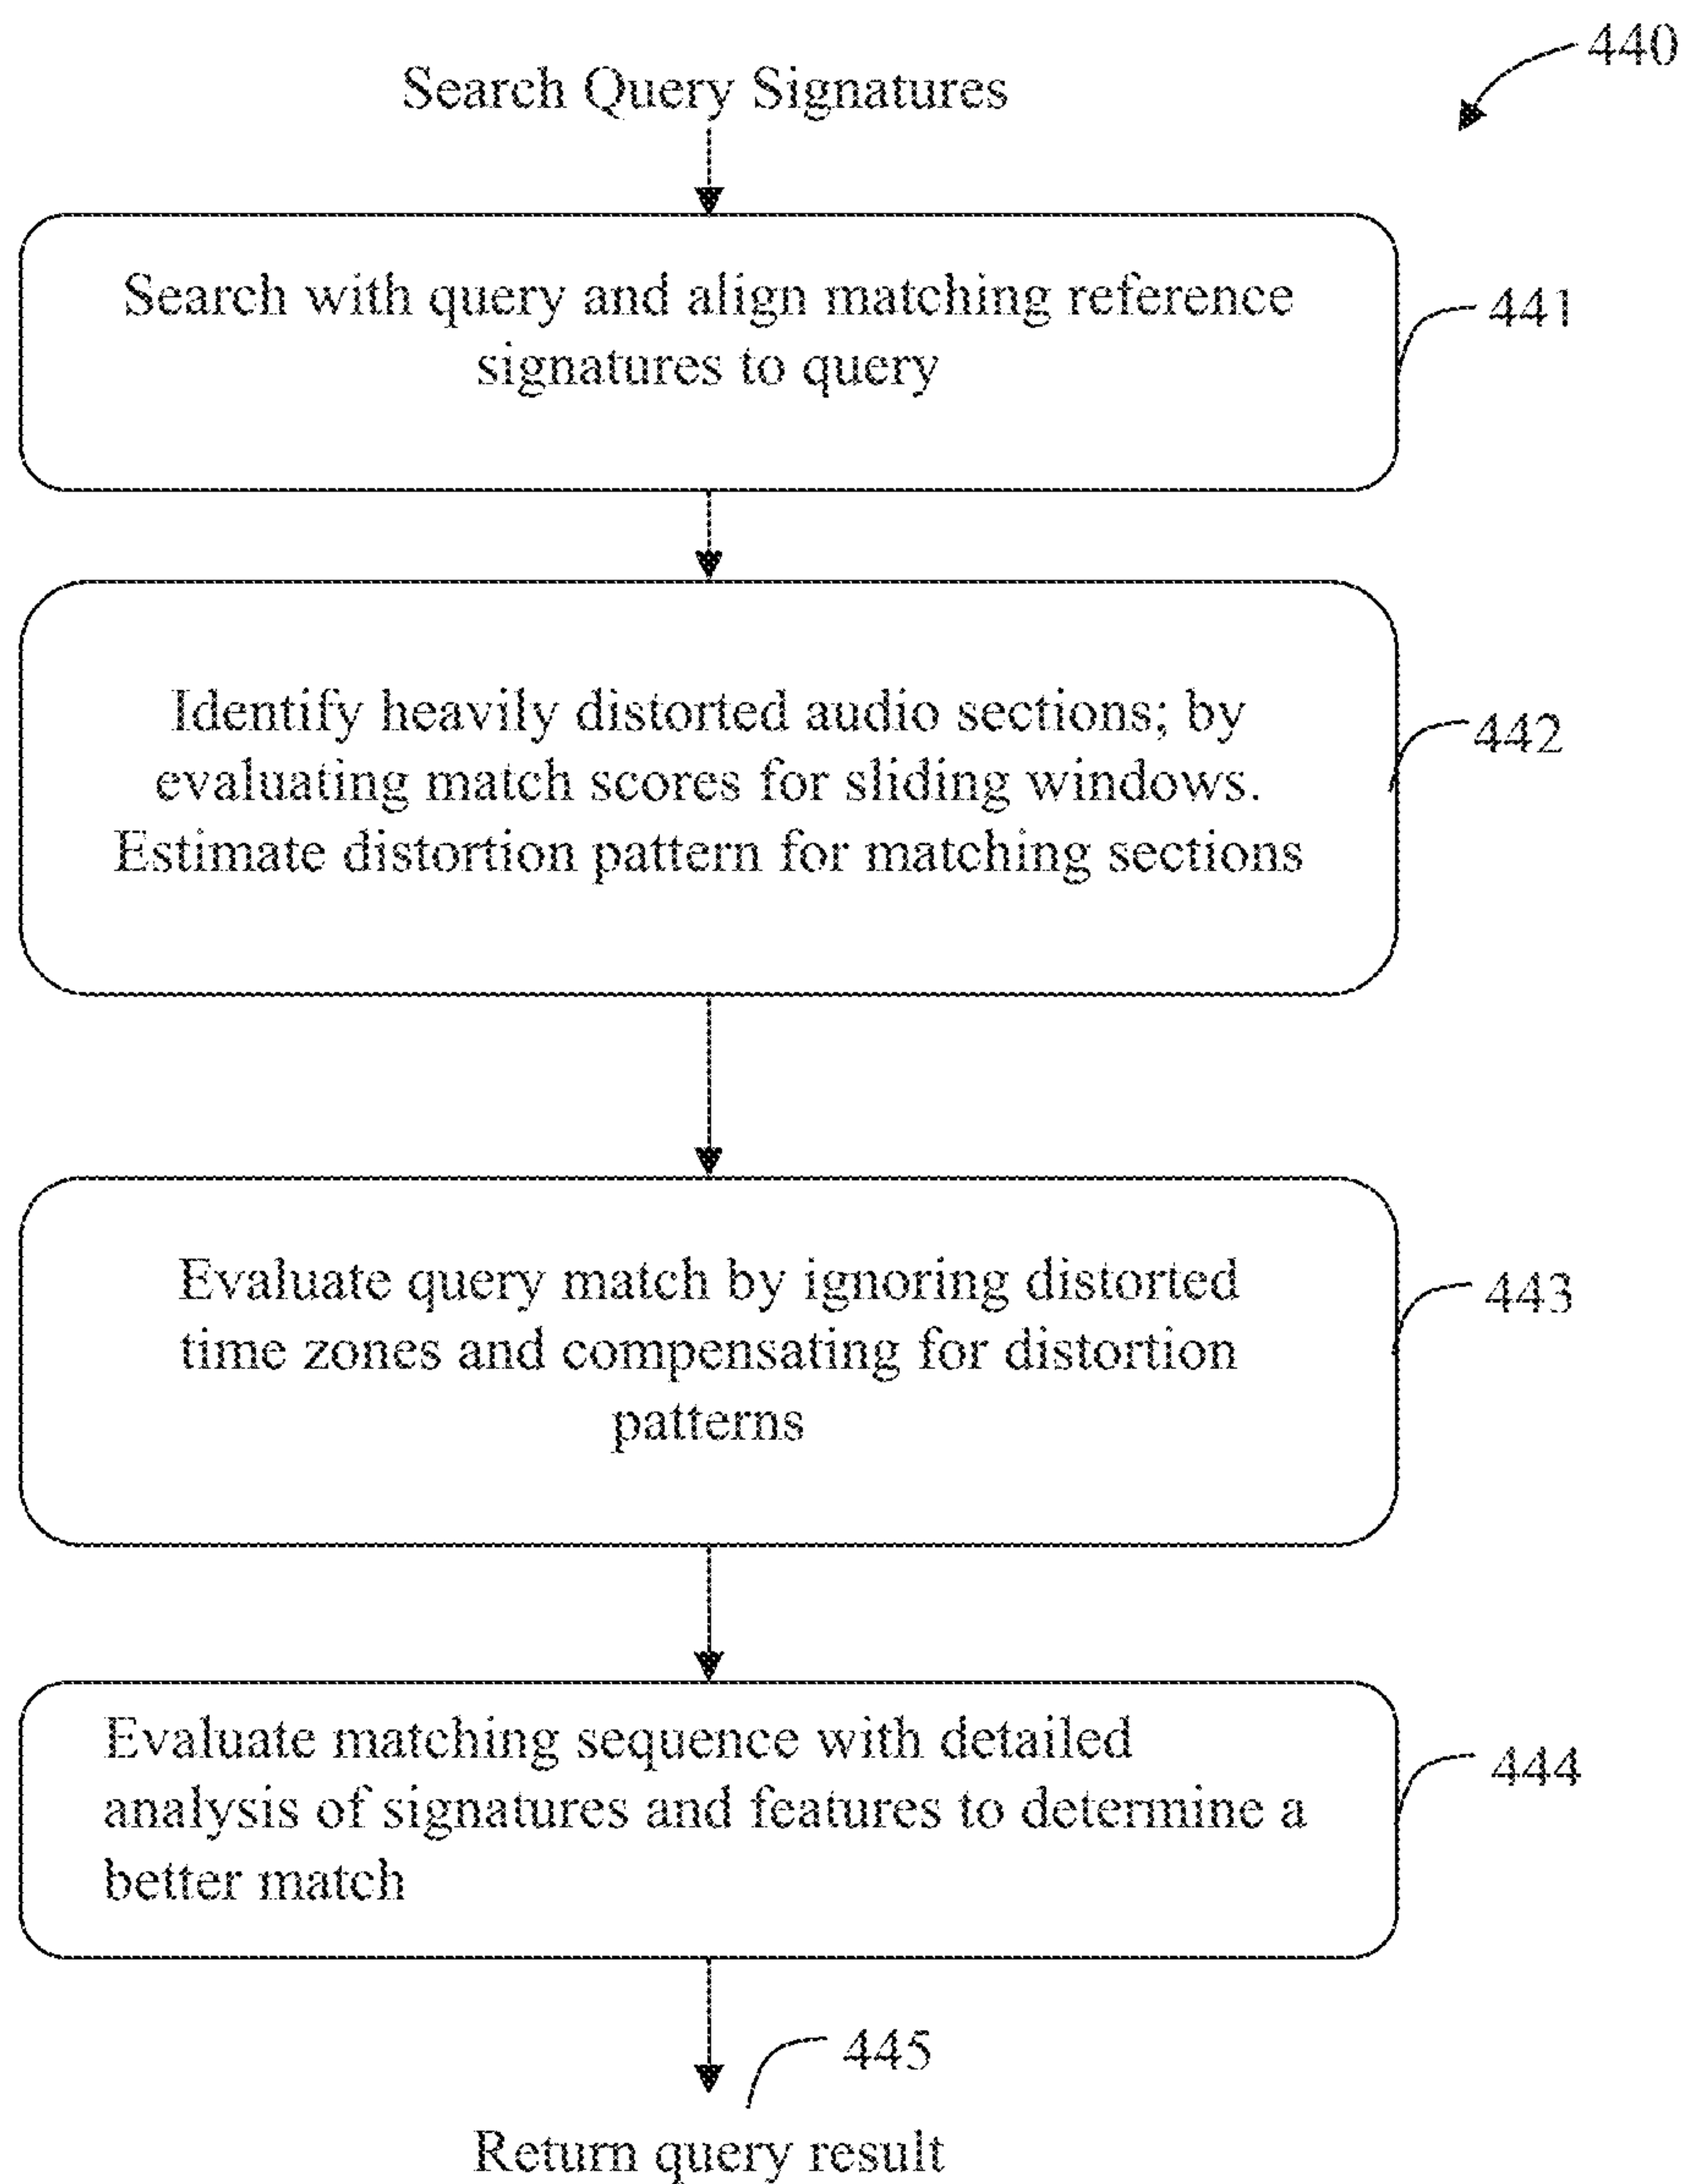 440
Search Query Signatures
Search with query and align matching reference
signatures to query
441
Identify heavily distorted audio sections; by
evaluating match scores for sliding windows.
Estimate distortion pattern for matching sections
442
Evaluate query match by ignoring distorted
time zones and compensating for distortion
patterns
443
Evaluate matching sequence with detailed
analysis of signatures and features to determine a
better match
444
445
Return query result